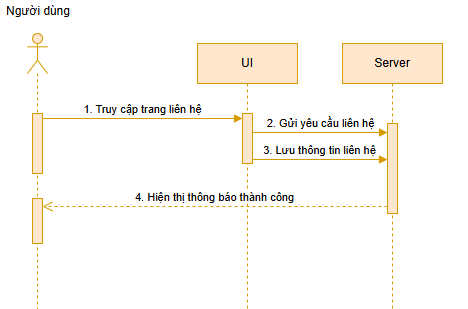 Người dùng
UI
Server
1. Truy cập trang liên hệ
2. Gửi yêu cầu liên hệ
3. Lưu thông tin liên hệ
4. Hiện thị thông báo thành công